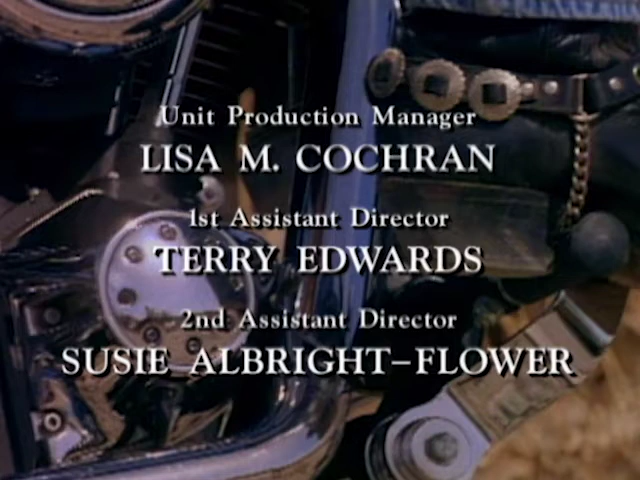 Unit Production Manager
LISA M. COCHRAN
1st Assistant Director
TERRY EDWARDS
2nd Assistant Director
SUSIE ALBRIGHT–FLOWER